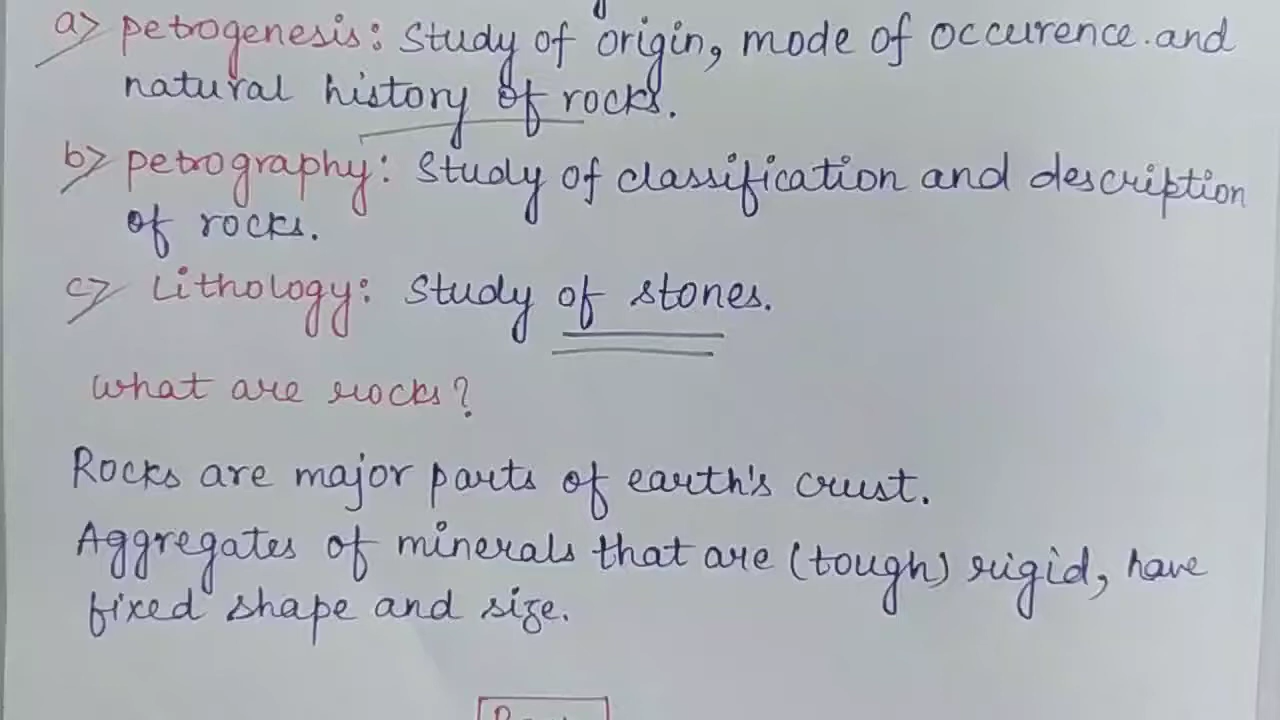 a> petrogenesis: Study of origin, mode of occurence. and
natural history of rocks.
b> petrography: Study of classification and description
of rocks.
c> Lithology: Study of stones.
What are rocks?
Rocks are major parts of earth's crust.
Aggregates of minerals that are (tough) rigid, have
fixed shape and size.